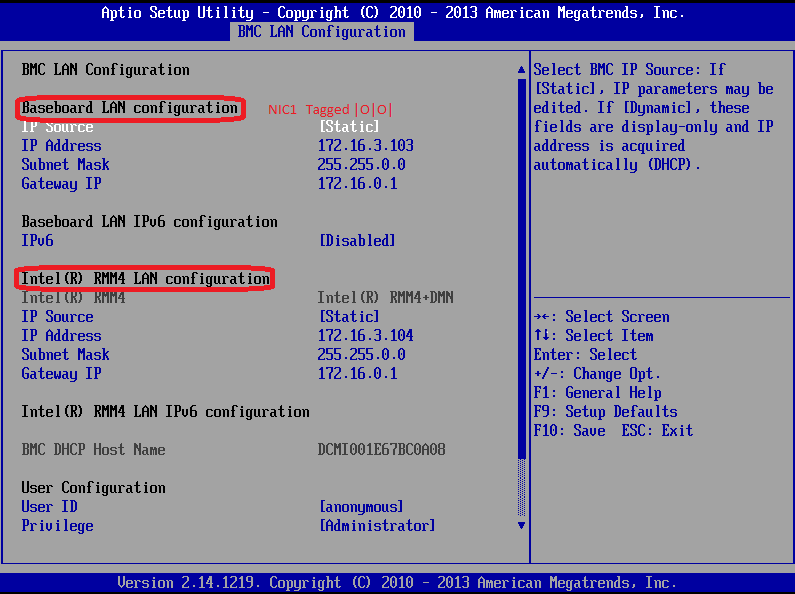 Aptio Setup Utility - Copyright (C) 2010 - 2013 American Megatrends, Inc.
BMC LAN Configuration
BMC LAN Configuration
Baseboard LAN configuration NIC1 Tagged |O|O|
IP Source [Static]
IP Address 172.16.3.103
Subnet Mask 255.255.0.0
Gateway IP 172.16.0.1
Baseboard LAN IPv6 configuration
IPv6 [Disabled]
Intel(R) RMM4 LAN configuration
Intel(R) RMM4 Intel(R) RMM4+DMN
IP Source [Static]
IP Address 172.16.3.104
Subnet Mask 255.255.0.0
Gateway IP 172.16.0.1
Intel(R) RMM4 LAN IPv6 configuration
BMC DHCP Host Name DCMI001E67BC0A08
User Configuration
User ID [anonymous]
Privilege [Administrator]
Select BMC IP Source: If
[Static], IP parameters may be
edited. If [Dynamic], these
fields are display-only and IP
address is acquired
automatically (DHCP).
→←: Select Screen
↑↓: Select Item
Enter: Select
+/-: Change Opt.
F1: General Help
F9: Setup Defaults
F10: Save ESC: Exit
Version 2.14.1219. Copyright (C) 2010 - 2013 American Megatrends, Inc.